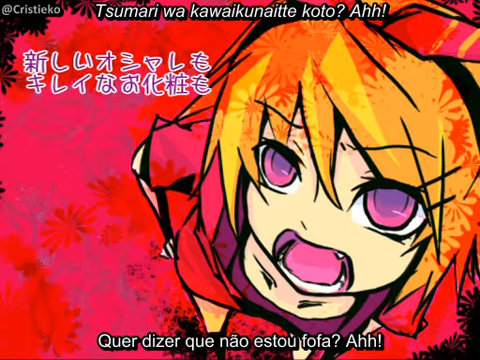 @Cristieko
Tsumari wa kawaikunaitte koto? Ahh!
新しいオシャレも
キレイなお化粧も
Quer dizer que não estou fofa? Ahh!